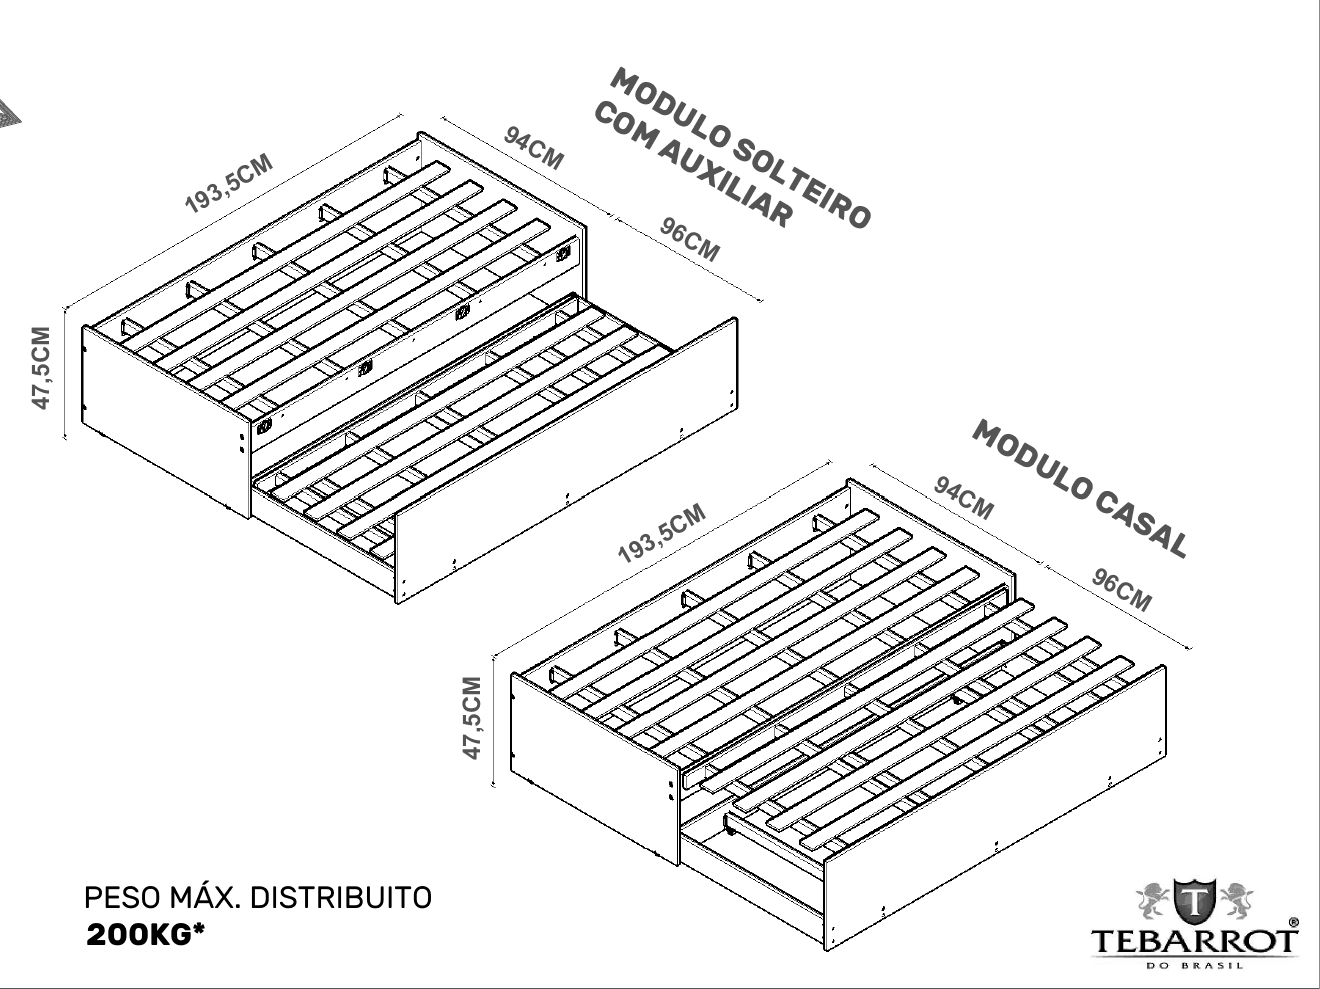 MODULO SOLTEIRO
COM AUXILIAR
193,5CM
94CM
96CM
47,5CM
MODULO CASAL
193,5CM
94CM
96CM
47,5CM
PESO MÁX. DISTRIBUITO
200KG*
T
TEBARROT®
DO BRASIL